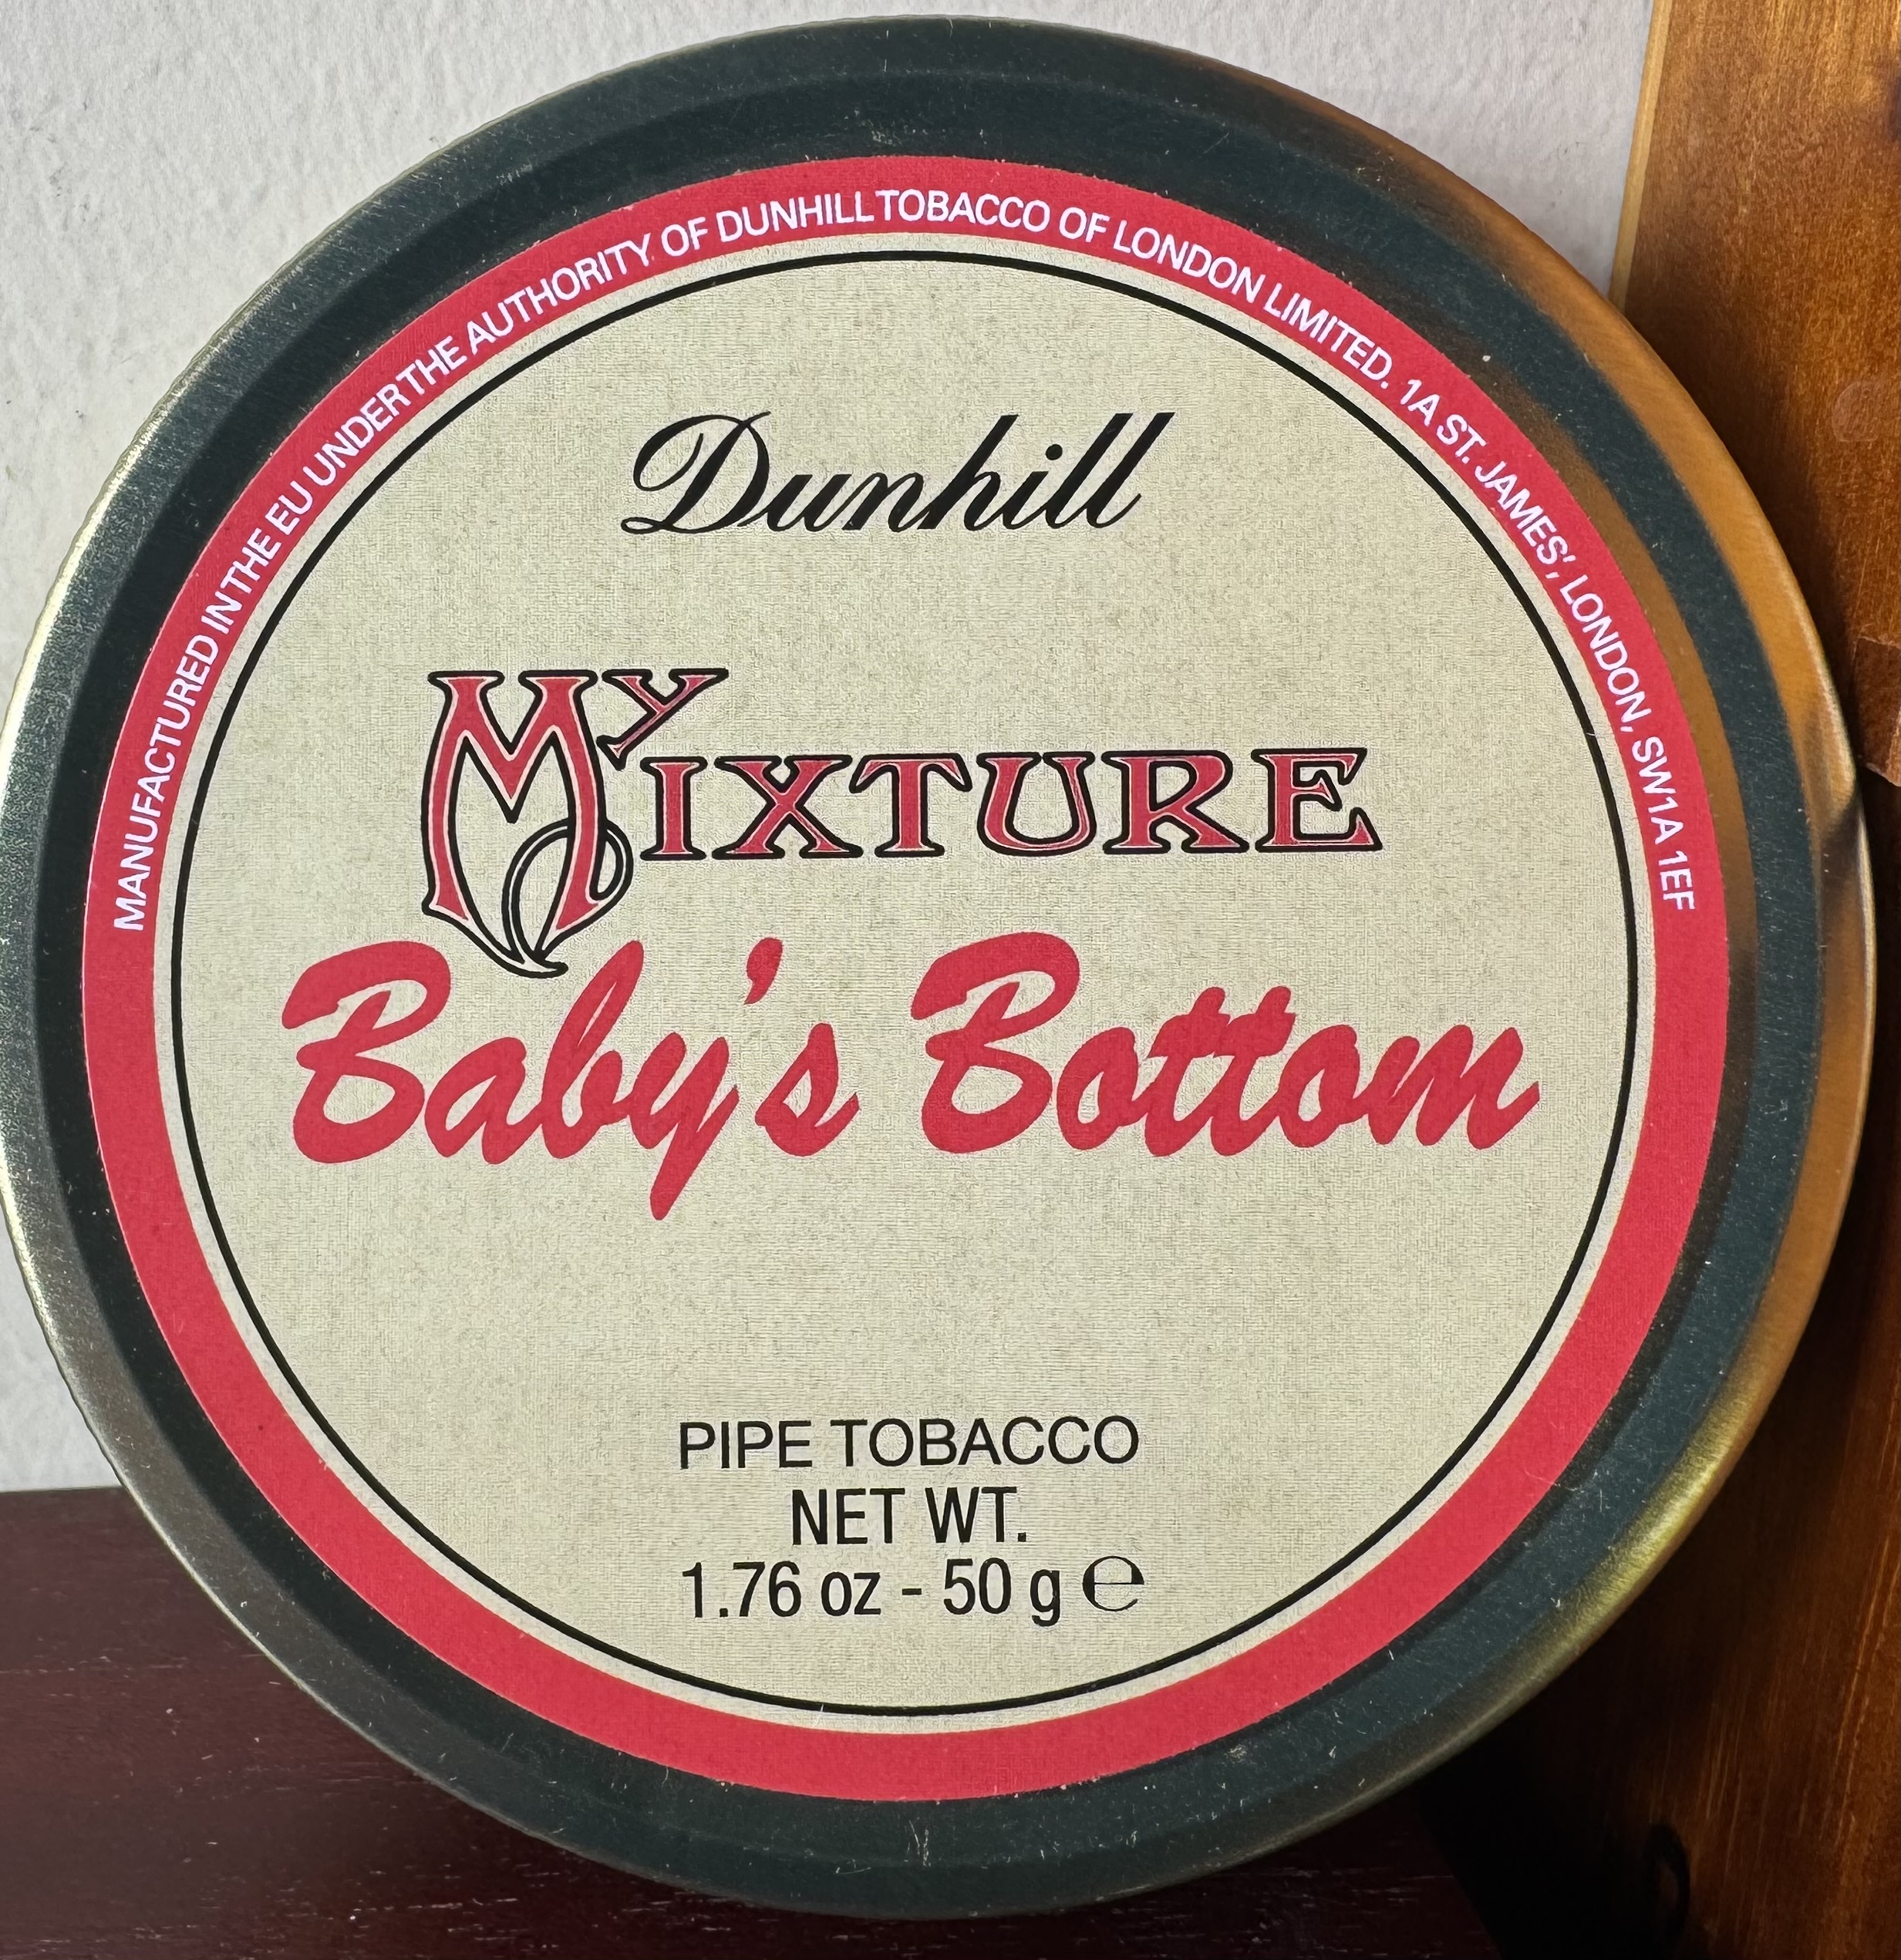 MANUFACTURED IN THE EU UNDER THE AUTHORITY OF DUNHILL TOBACCO OF LONDON LIMITED. 1A ST. JAMES', LONDON, SW1A 1EF
Dunhill
My MIXTURE
Baby's Bottom
PIPE TOBACCO
NET WT.
1.76 oz - 50 g ℮